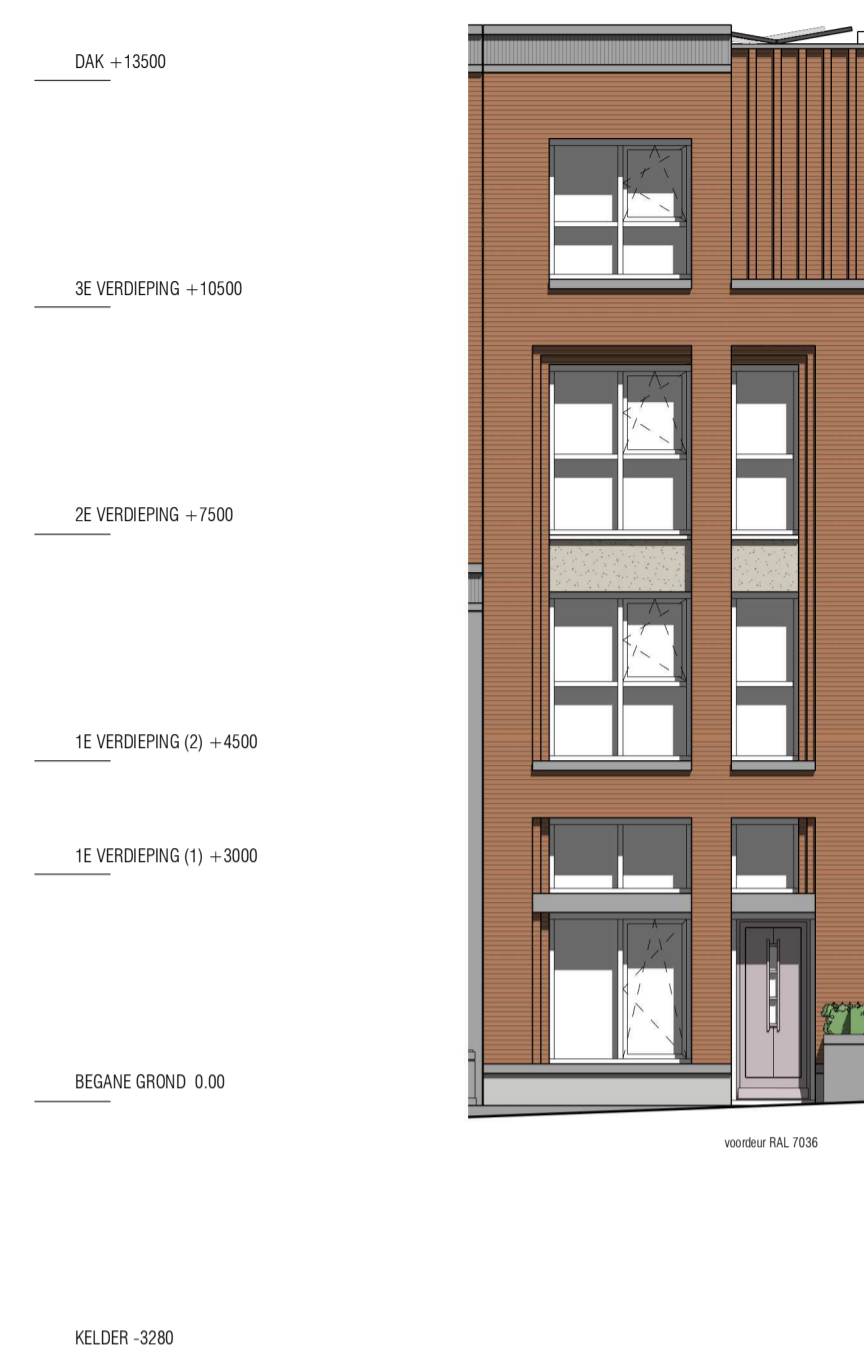 DAK +13500
3E VERDIEPING +10500
2E VERDIEPING +7500
1E VERDIEPING (2) +4500
1E VERDIEPING (1) +3000
BEGANE GROND 0.00
voordeur RAL 7036
KELDER -3280